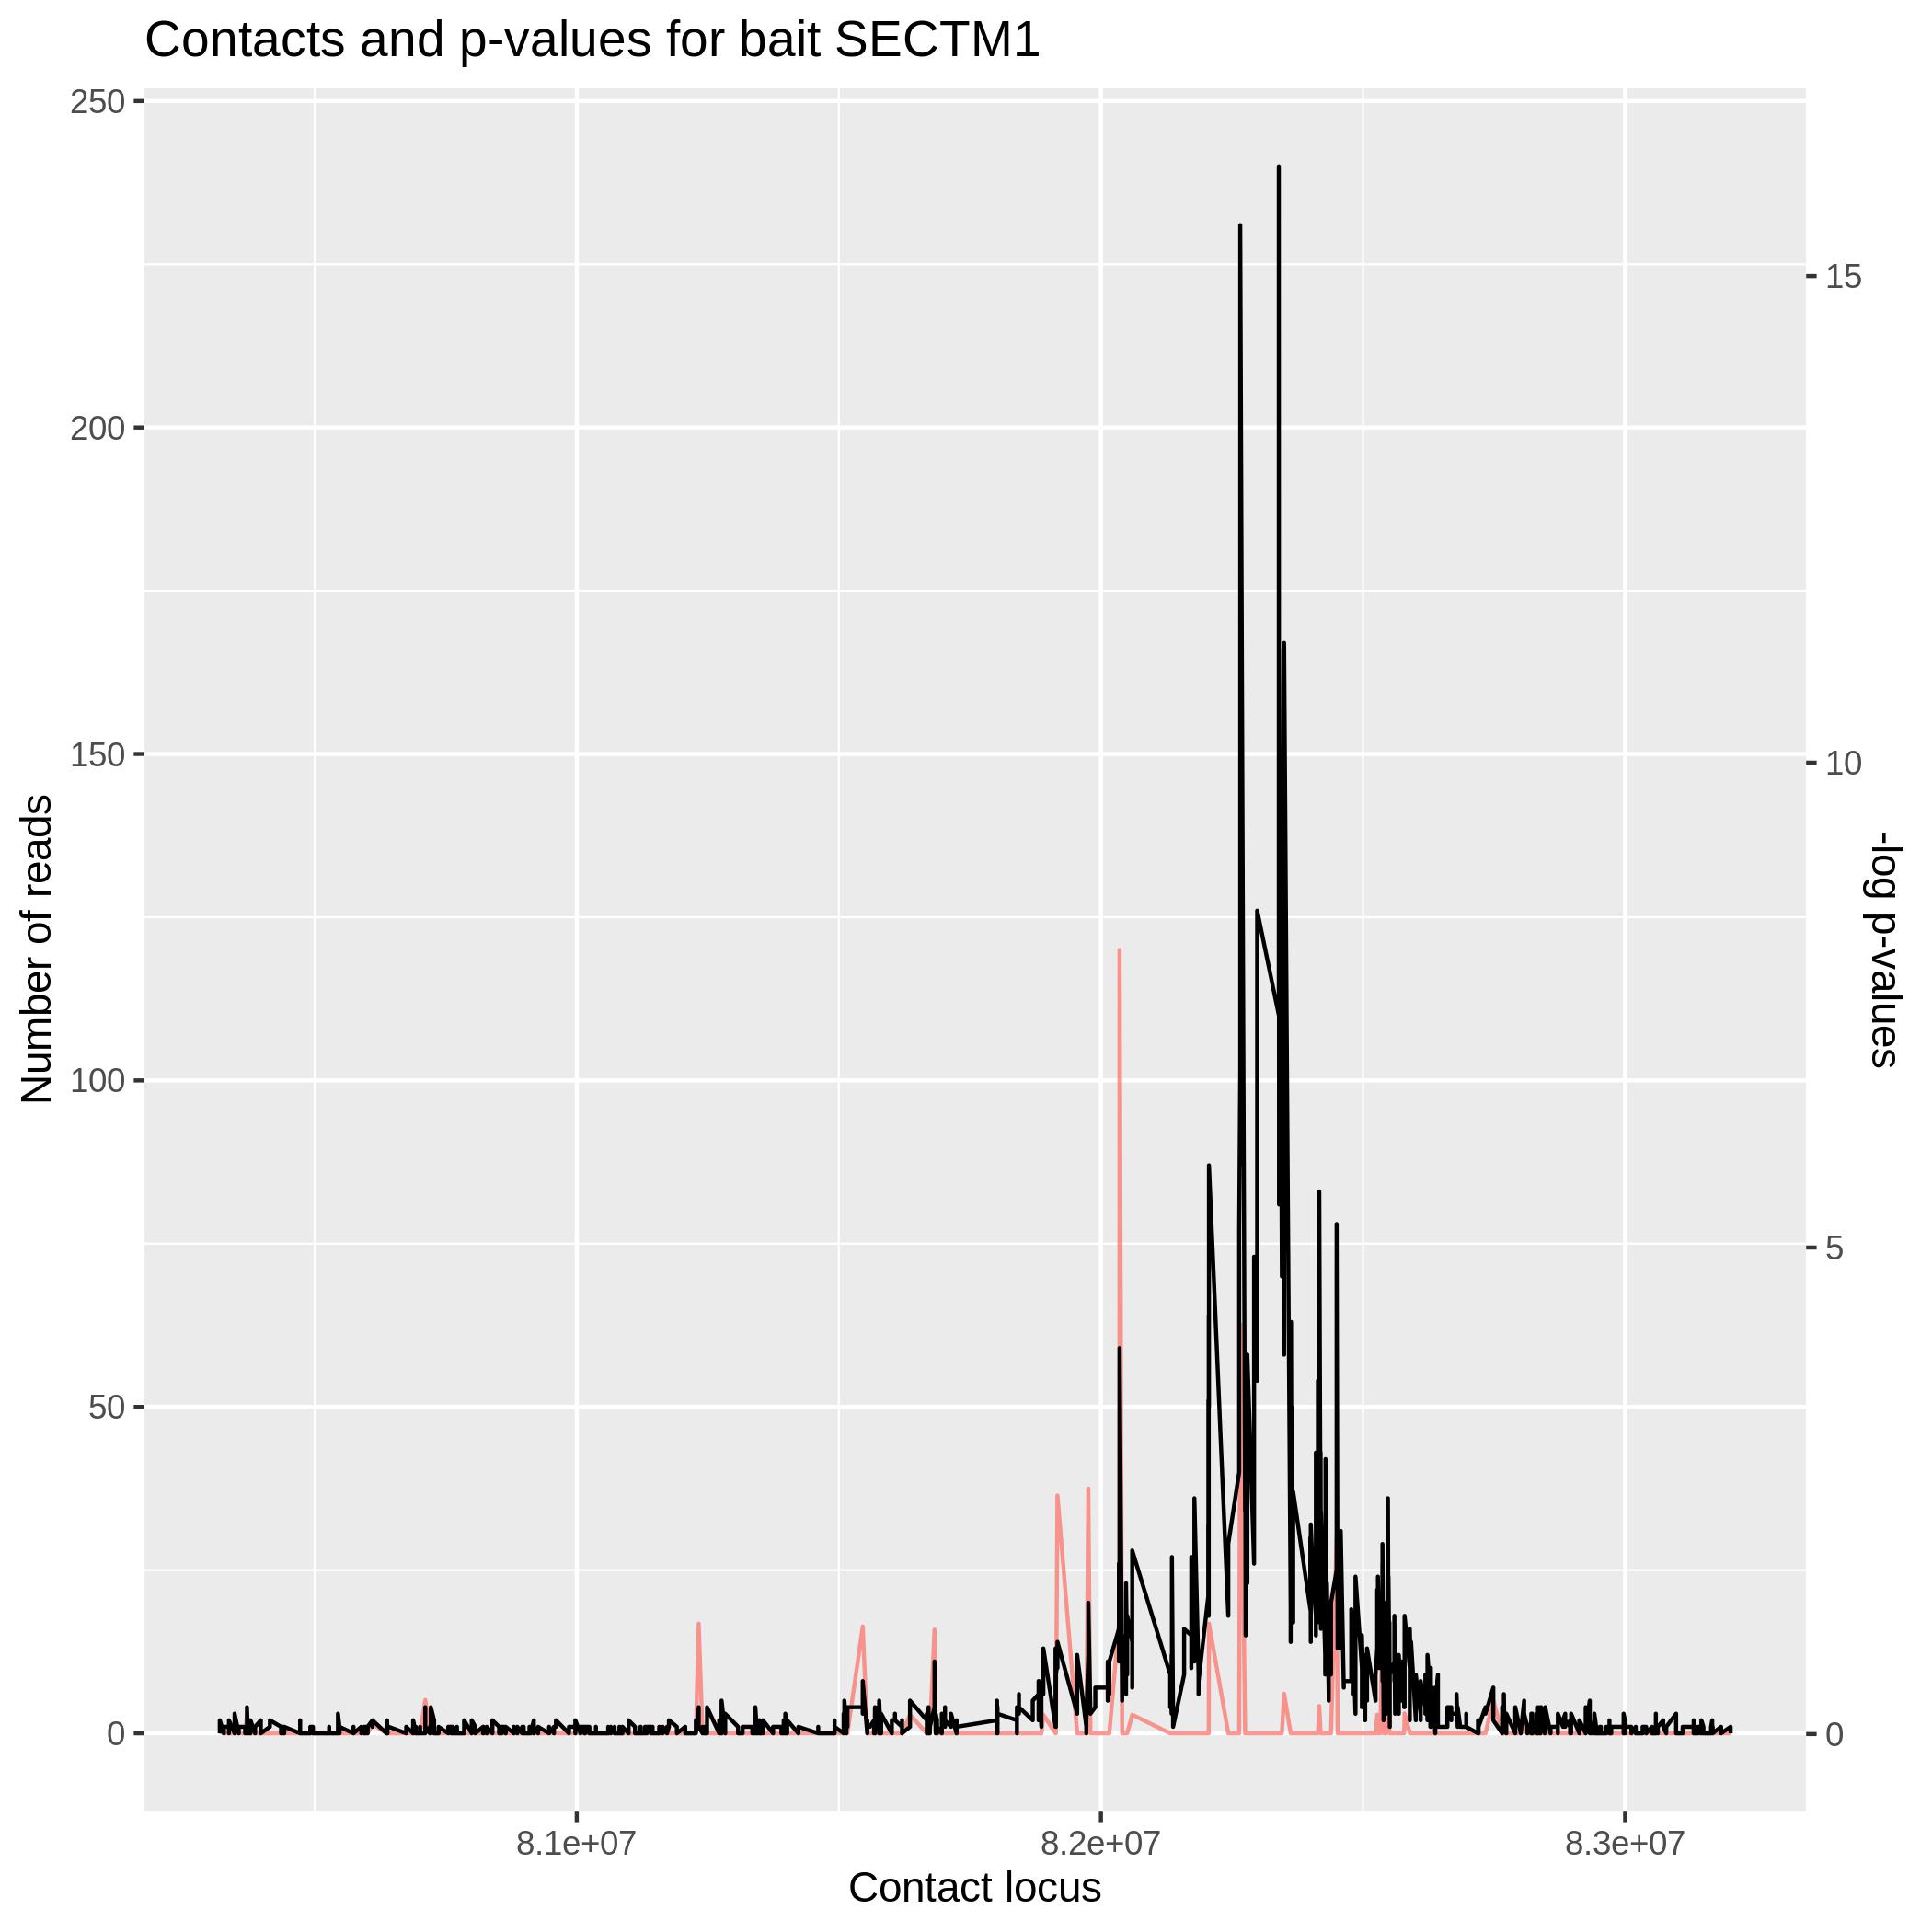 Contacts and p-values for bait SECTM1
250
200
150
100
50
0
Number of reads
15
10
5
0
-log p-values
8.1e+07
8.2e+07
8.3e+07
Contact locus